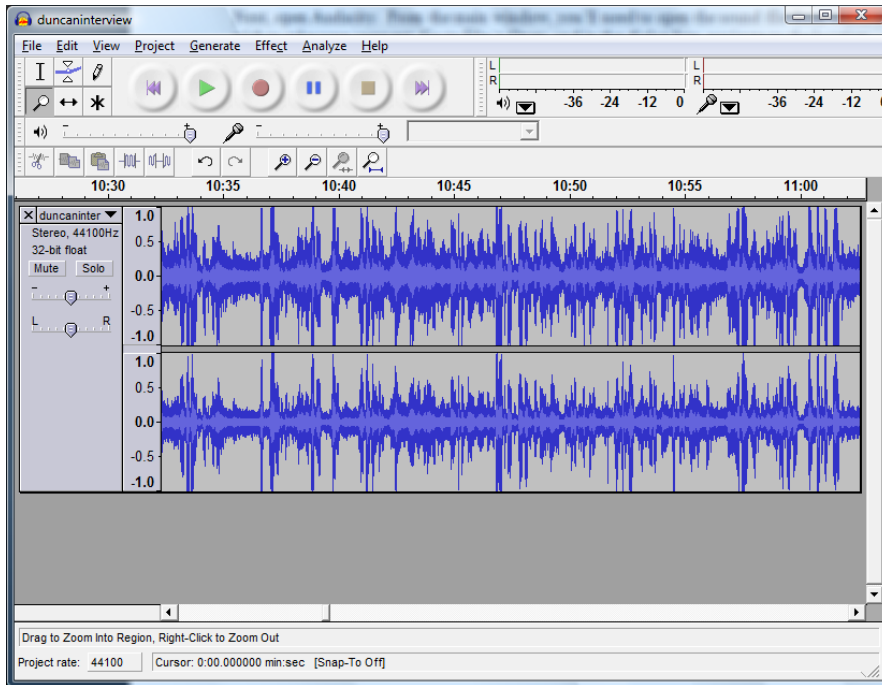 duncaninterview
File Edit View Project Generate Effect Analyze Help
L
R
-36 -24 -12 0
L
R
-36 -24 -12
- +
- +
10:30 10:35 10:40 10:45 10:50 10:55 11:00
X duncaninter
Stereo, 44100Hz
32-bit float
Mute Solo
- +
L R
1.0
0.5
0.0
-0.5
-1.0
1.0
0.5
0.0
-0.5
-1.0
Drag to Zoom Into Region, Right-Click to Zoom Out
Project rate: 44100 Cursor: 0:00.000000 min:sec [Snap-To Off]